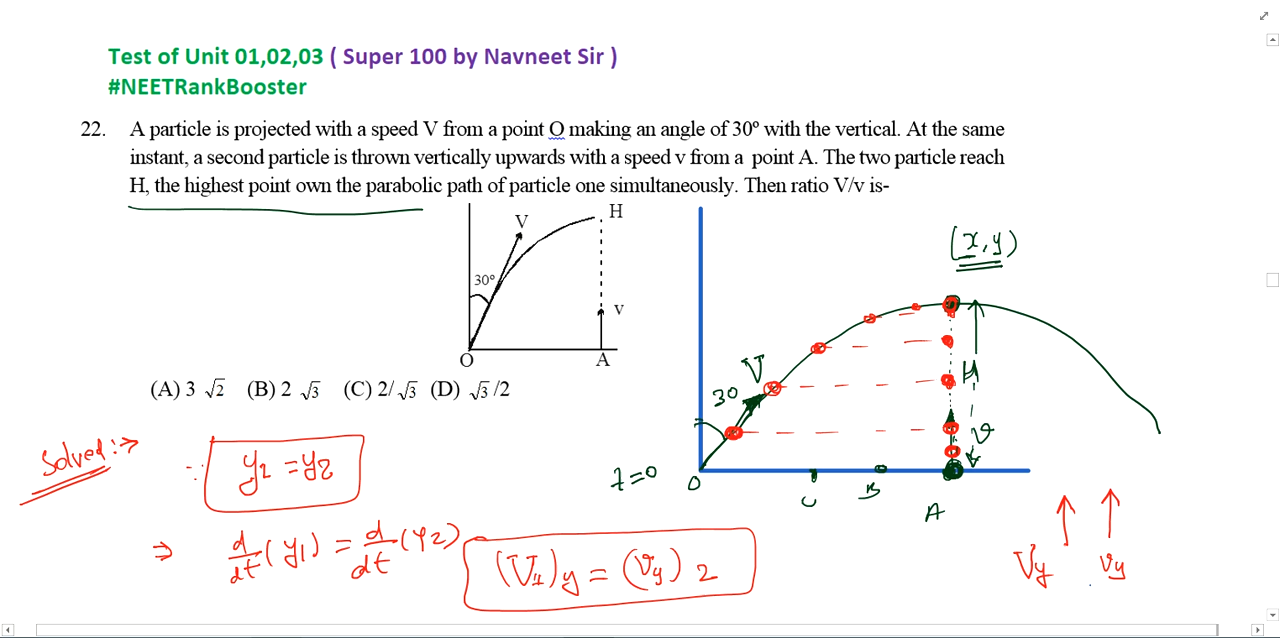 Test of Unit 01,02,03 ( Super 100 by Navneet Sir )
#NEETRankBooster
22. A particle is projected with a speed V from a point O making an angle of 30º with the vertical. At the same
instant, a second particle is thrown vertically upwards with a speed v from a point A. The two particle reach
H, the highest point own the parabolic path of particle one simultaneously. Then ratio V/v is-
V
H
30º
v
O
A
(x,y)
V
30
H
v
t=0
O
C
B
A
(A) 3 √2 (B) 2 √3 (C) 2/√3 (D) √3/2
Solved:→
∵ y1 = y2
⇒ d/dt (y1) = d/dt (y2)
(V1)y = (vy) 2
Vy
vy